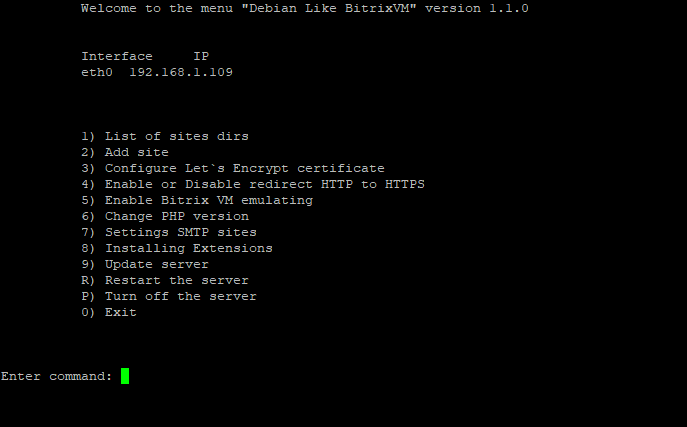 Welcome to the menu "Debian Like BitrixVM" version 1.1.0
Interface IP
eth0 192.168.1.109
1) List of sites dirs
2) Add site
3) Configure Let`s Encrypt certificate
4) Enable or Disable redirect HTTP to HTTPS
5) Enable Bitrix VM emulating
6) Change PHP version
7) Settings SMTP sites
8) Installing Extensions
9) Update server
R) Restart the server
P) Turn off the server
0) Exit
Enter command: